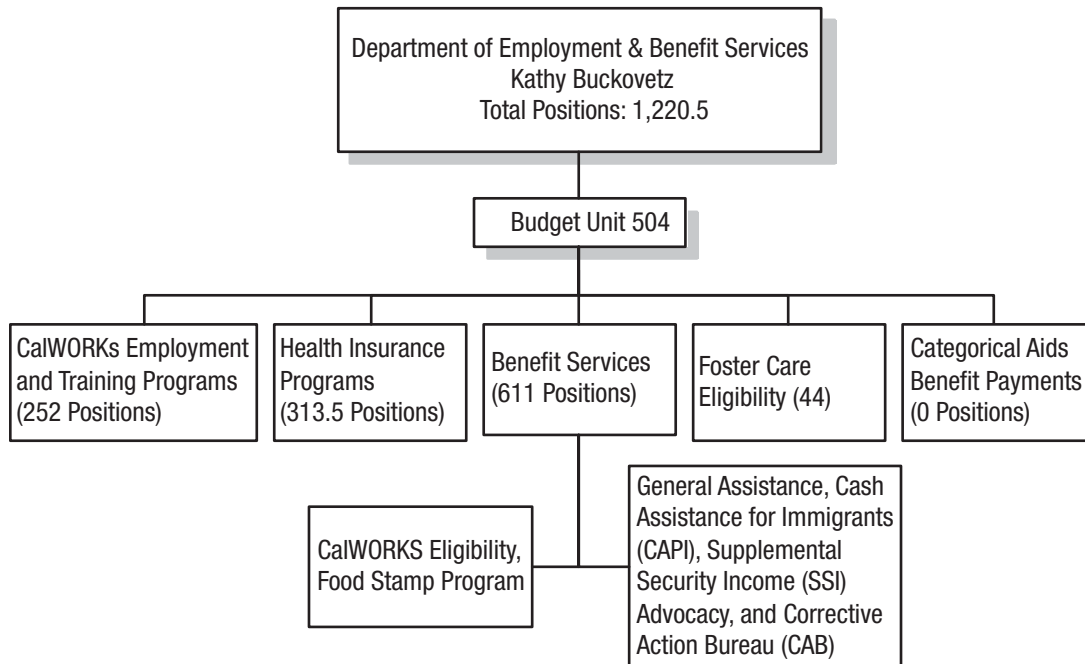 Department of Employment & Benefit Services
Kathy Buckovetz
Total Positions: 1,220.5
Budget Unit 504
CalWORKs Employment
and Training Programs
(252 Positions)
Health Insurance
Programs
(313.5 Positions)
Benefit Services
(611 Positions)
Foster Care
Eligibility (44)
Categorical Aids
Benefit Payments
(0 Positions)
CalWORKS Eligibility,
Food Stamp Program
General Assistance, Cash
Assistance for Immigrants
(CAPI), Supplemental
Security Income (SSI)
Advocacy, and Corrective
Action Bureau (CAB)